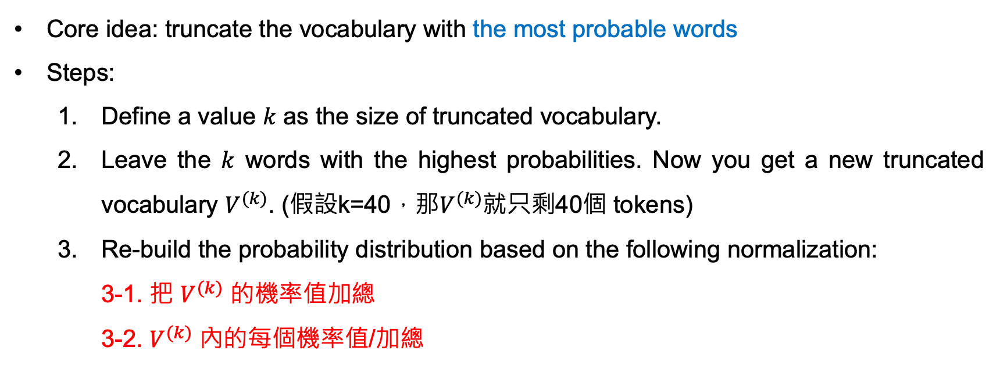 • Core idea: truncate the vocabulary with the most probable words
• Steps:
1. Define a value k as the size of truncated vocabulary.
2. Leave the k words with the highest probabilities. Now you get a new truncated
vocabulary V^(k). (假設k=40，那V^(k)就只剩40個 tokens)
3. Re-build the probability distribution based on the following normalization:
3-1. 把 V^(k) 的機率值加總
3-2. V^(k) 內的每個機率值/加總